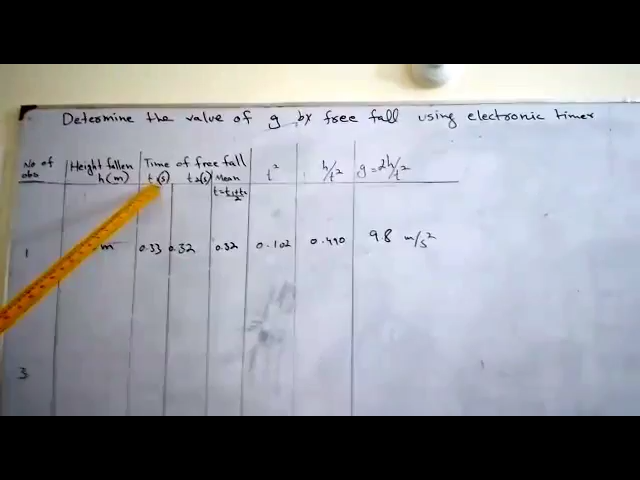 Determine the value of g by free fall using electronic timer
No of obs Height fallen h(m) Time of free fall t²  h/t² g = 2h/t²
t₁(s) t₂(s) Mean t=t₁+t₂/2
1 m 0.33 0.32 0.32 0.102 0.490 9.8 m/s²
3